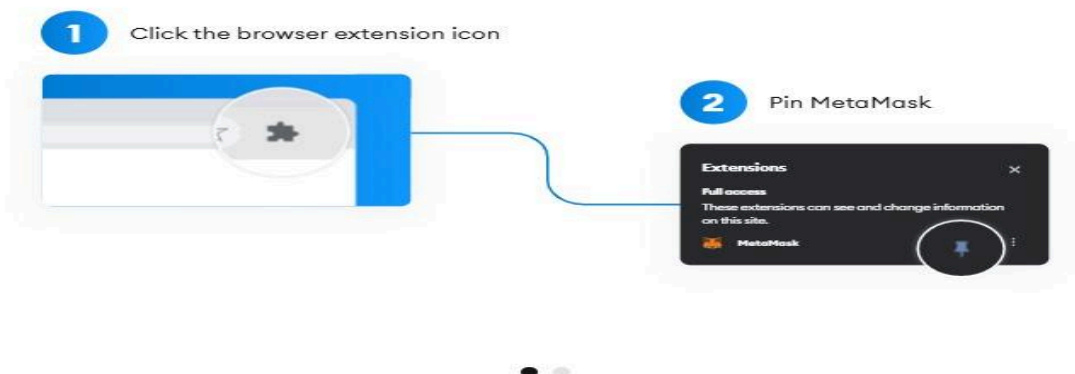 1
Click the browser extension icon
2
Pin MetaMask
Extensions
Full access
These extensions can see and change information
on this site.
MetaMask